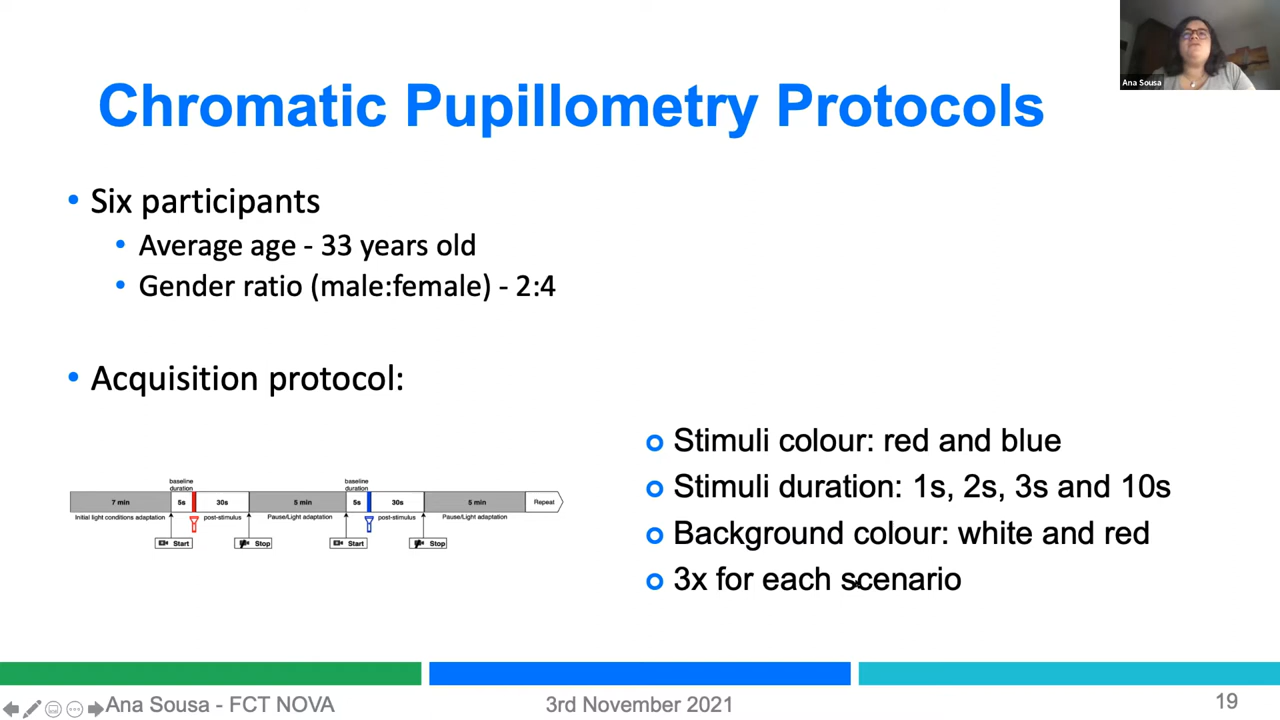 Ana Sousa
Chromatic Pupillometry Protocols
• Six participants
• Average age - 33 years old
• Gender ratio (male:female) - 2:4
• Acquisition protocol:
baseline duration
baseline duration
7 min 5s 30s 5 min 5s 30s 5 min Repeat
Initial light conditions adaptation post-stimulus Pause/Light adaptation post-stimulus Pause/Light adaptation
Start Stop Start Stop
Stimuli colour: red and blue
Stimuli duration: 1s, 2s, 3s and 10s
Background colour: white and red
3x for each scenario
Ana Sousa - FCT NOVA
3rd November 2021
19